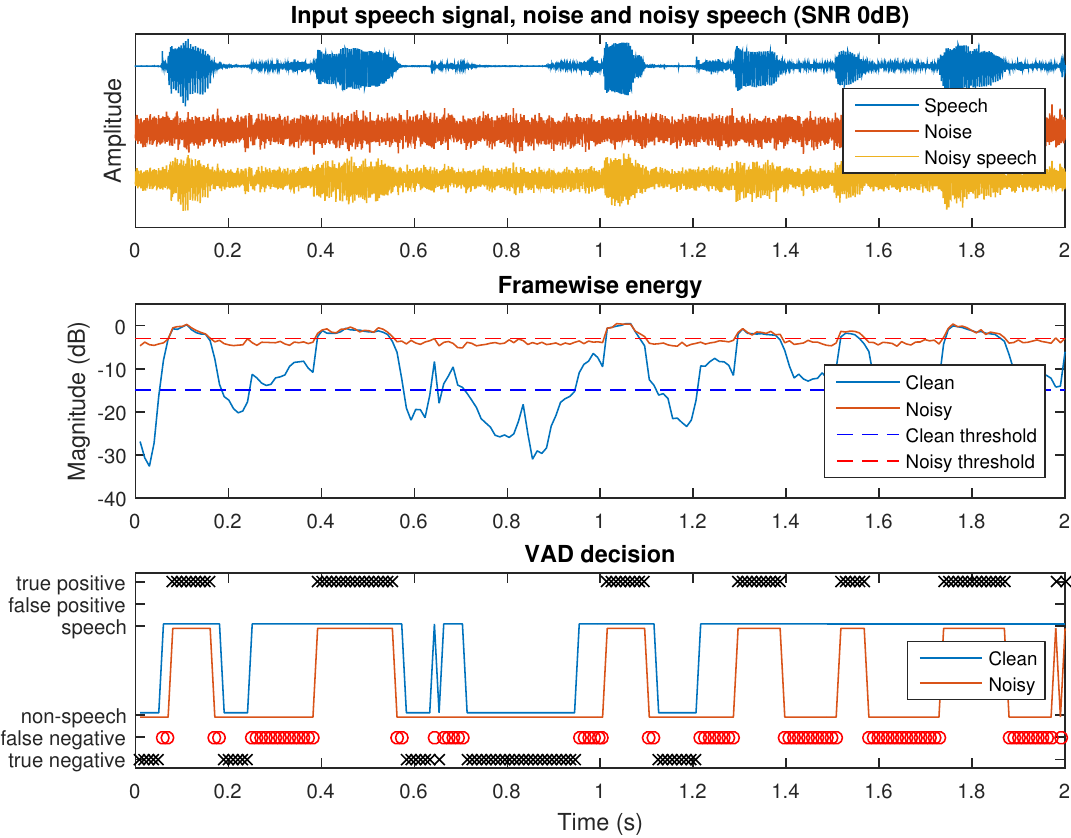 Input speech signal, noise and noisy speech (SNR 0dB)
Amplitude
Speech
Noise
Noisy speech
0 0.2 0.4 0.6 0.8 1 1.2 1.4 1.6 1.8 2
Framewise energy
Magnitude (dB)
0
-10
-20
-30
-40
Clean
Noisy
Clean threshold
Noisy threshold
0 0.2 0.4 0.6 0.8 1 1.2 1.4 1.6 1.8 2
VAD decision
true positive
false positive
speech
non-speech
false negative
true negative
Clean
Noisy
0 0.2 0.4 0.6 0.8 1 1.2 1.4 1.6 1.8 2
Time (s)